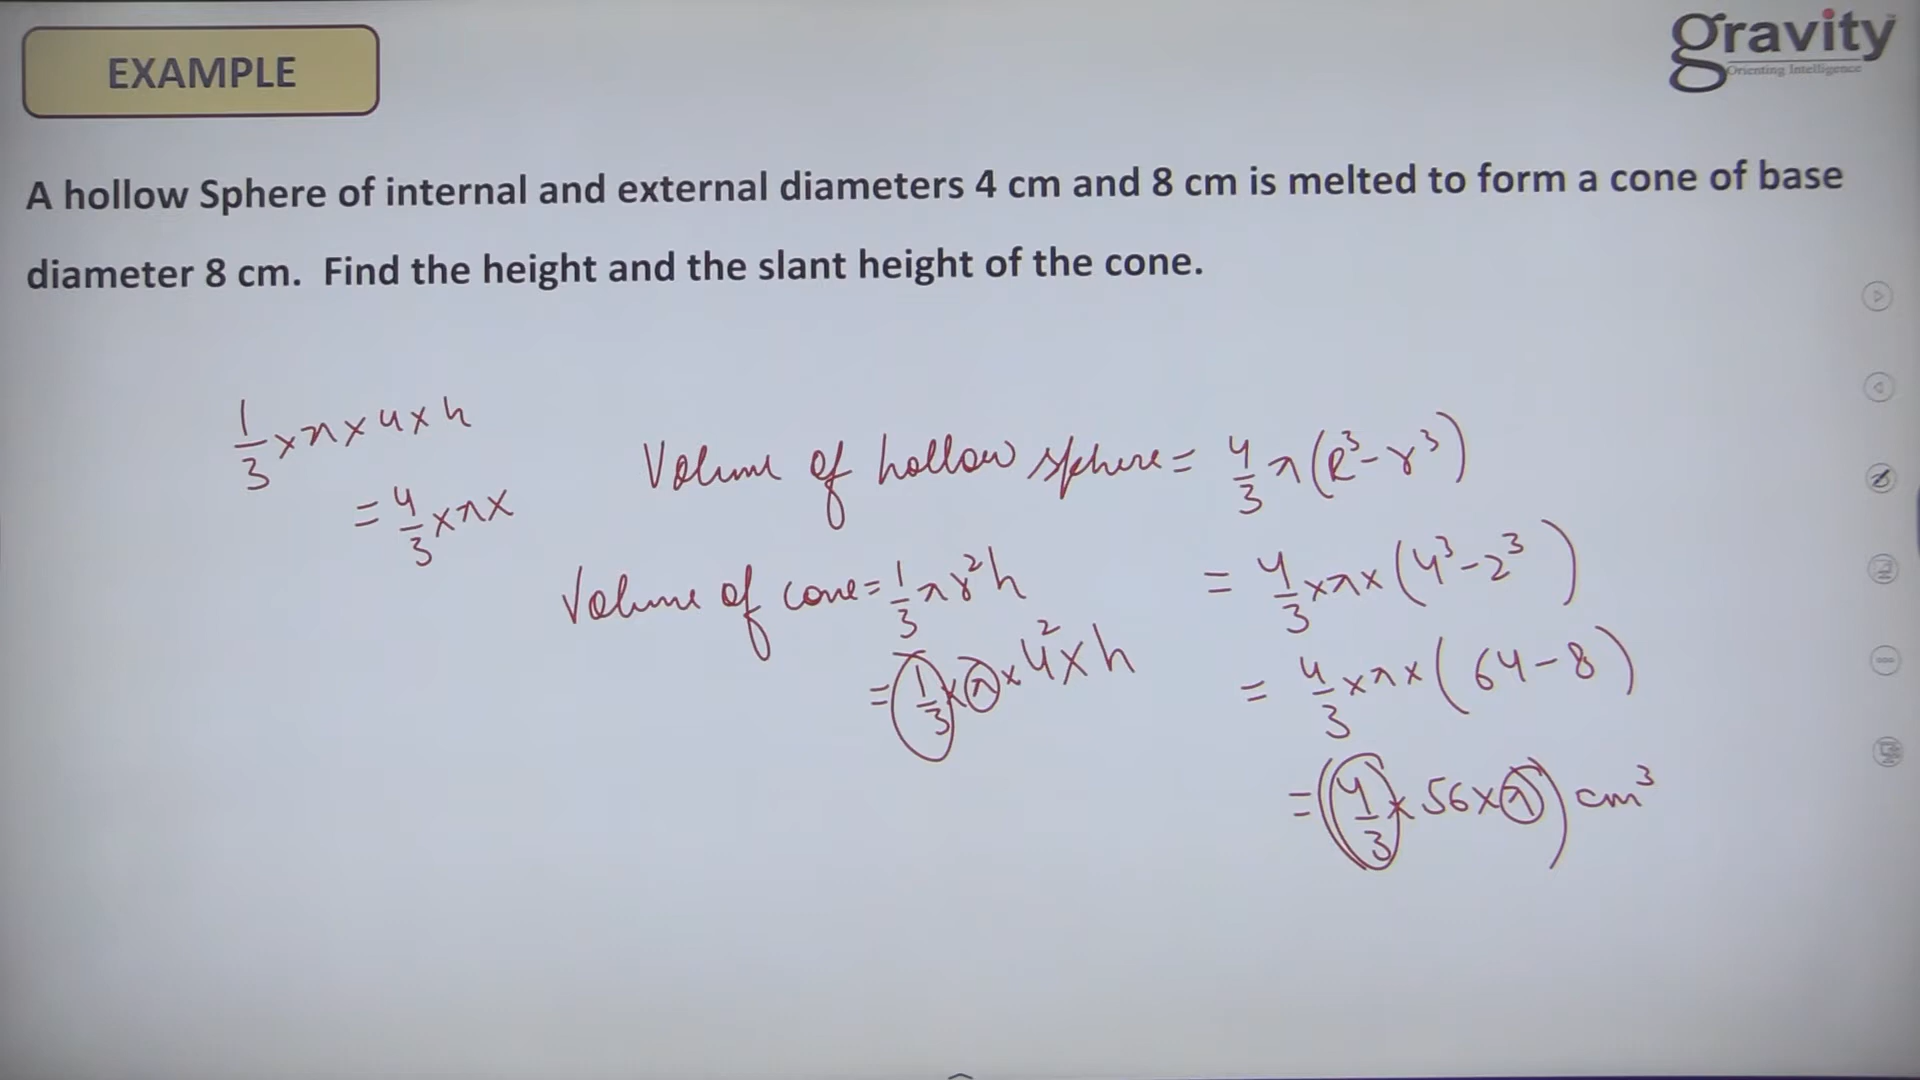 EXAMPLE
gravity
Orienting Intelligence
A hollow Sphere of internal and external diameters 4 cm and 8 cm is melted to form a cone of base
diameter 8 cm. Find the height and the slant height of the cone.
1/3 × π × 4 × h
= 4/3 × π ×
Volume of hollow sphere = 4/3 π (R³ - r³)
= 4/3 × π × (4³ - 2³)
= 4/3 × π × (64 - 8)
= (4/3 × 56 × π) cm³
Volume of cone = 1/3 π r² h
= 1/3 × π × 4² × h